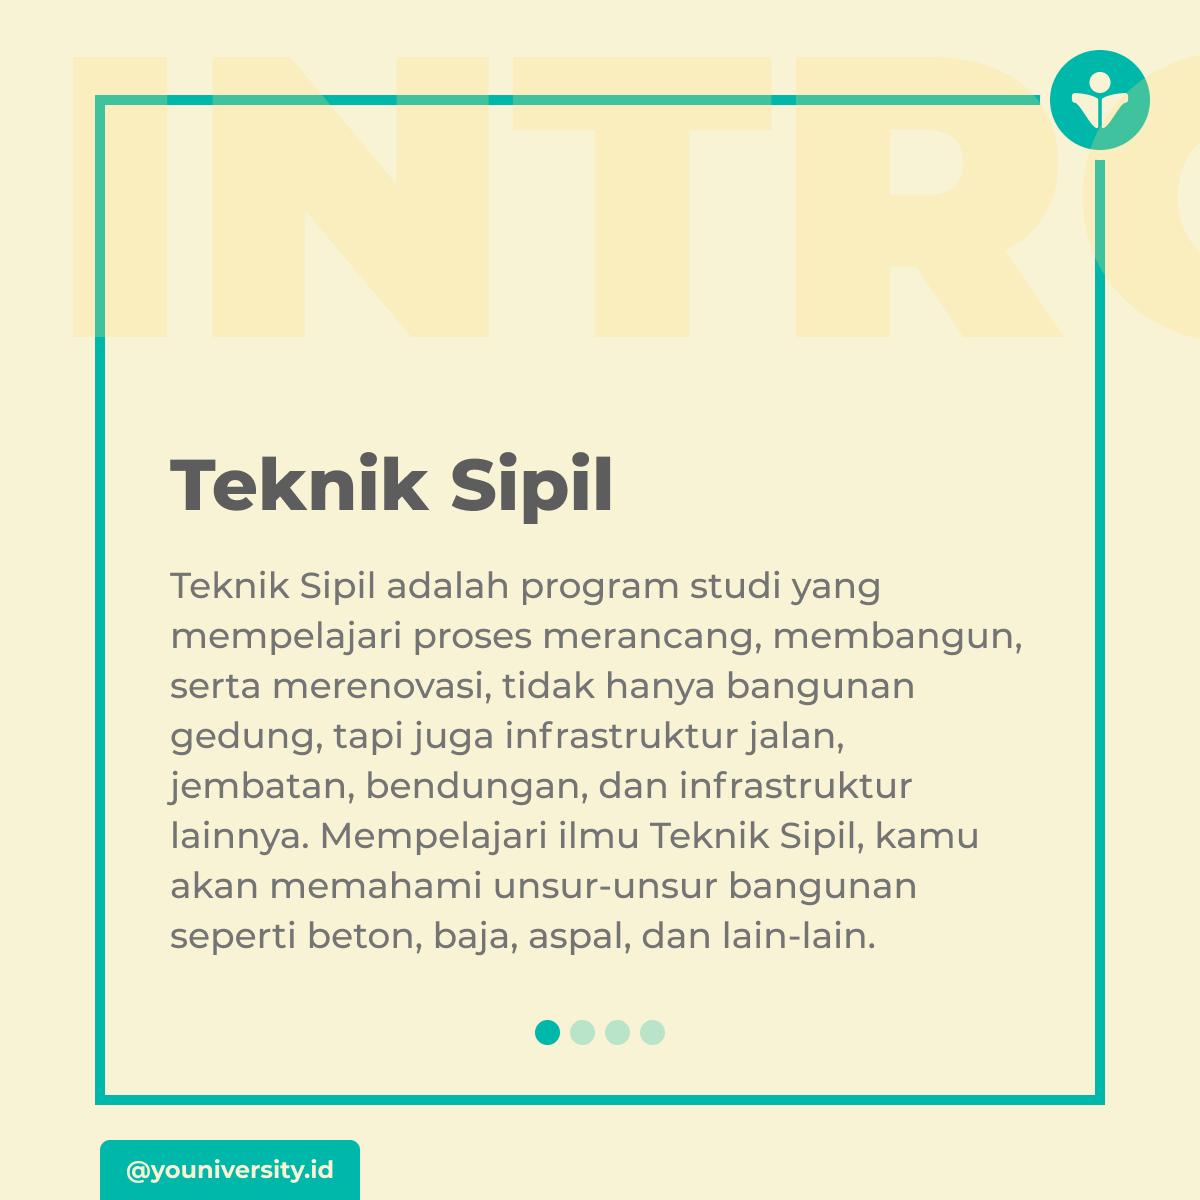 INTRO
Teknik Sipil
Teknik Sipil adalah program studi yang
mempelajari proses merancang, membangun,
serta merenovasi, tidak hanya bangunan
gedung, tapi juga infrastruktur jalan,
jembatan, bendungan, dan infrastruktur
lainnya. Mempelajari ilmu Teknik Sipil, kamu
akan memahami unsur-unsur bangunan
seperti beton, baja, aspal, dan lain-lain.
@youniversity.id